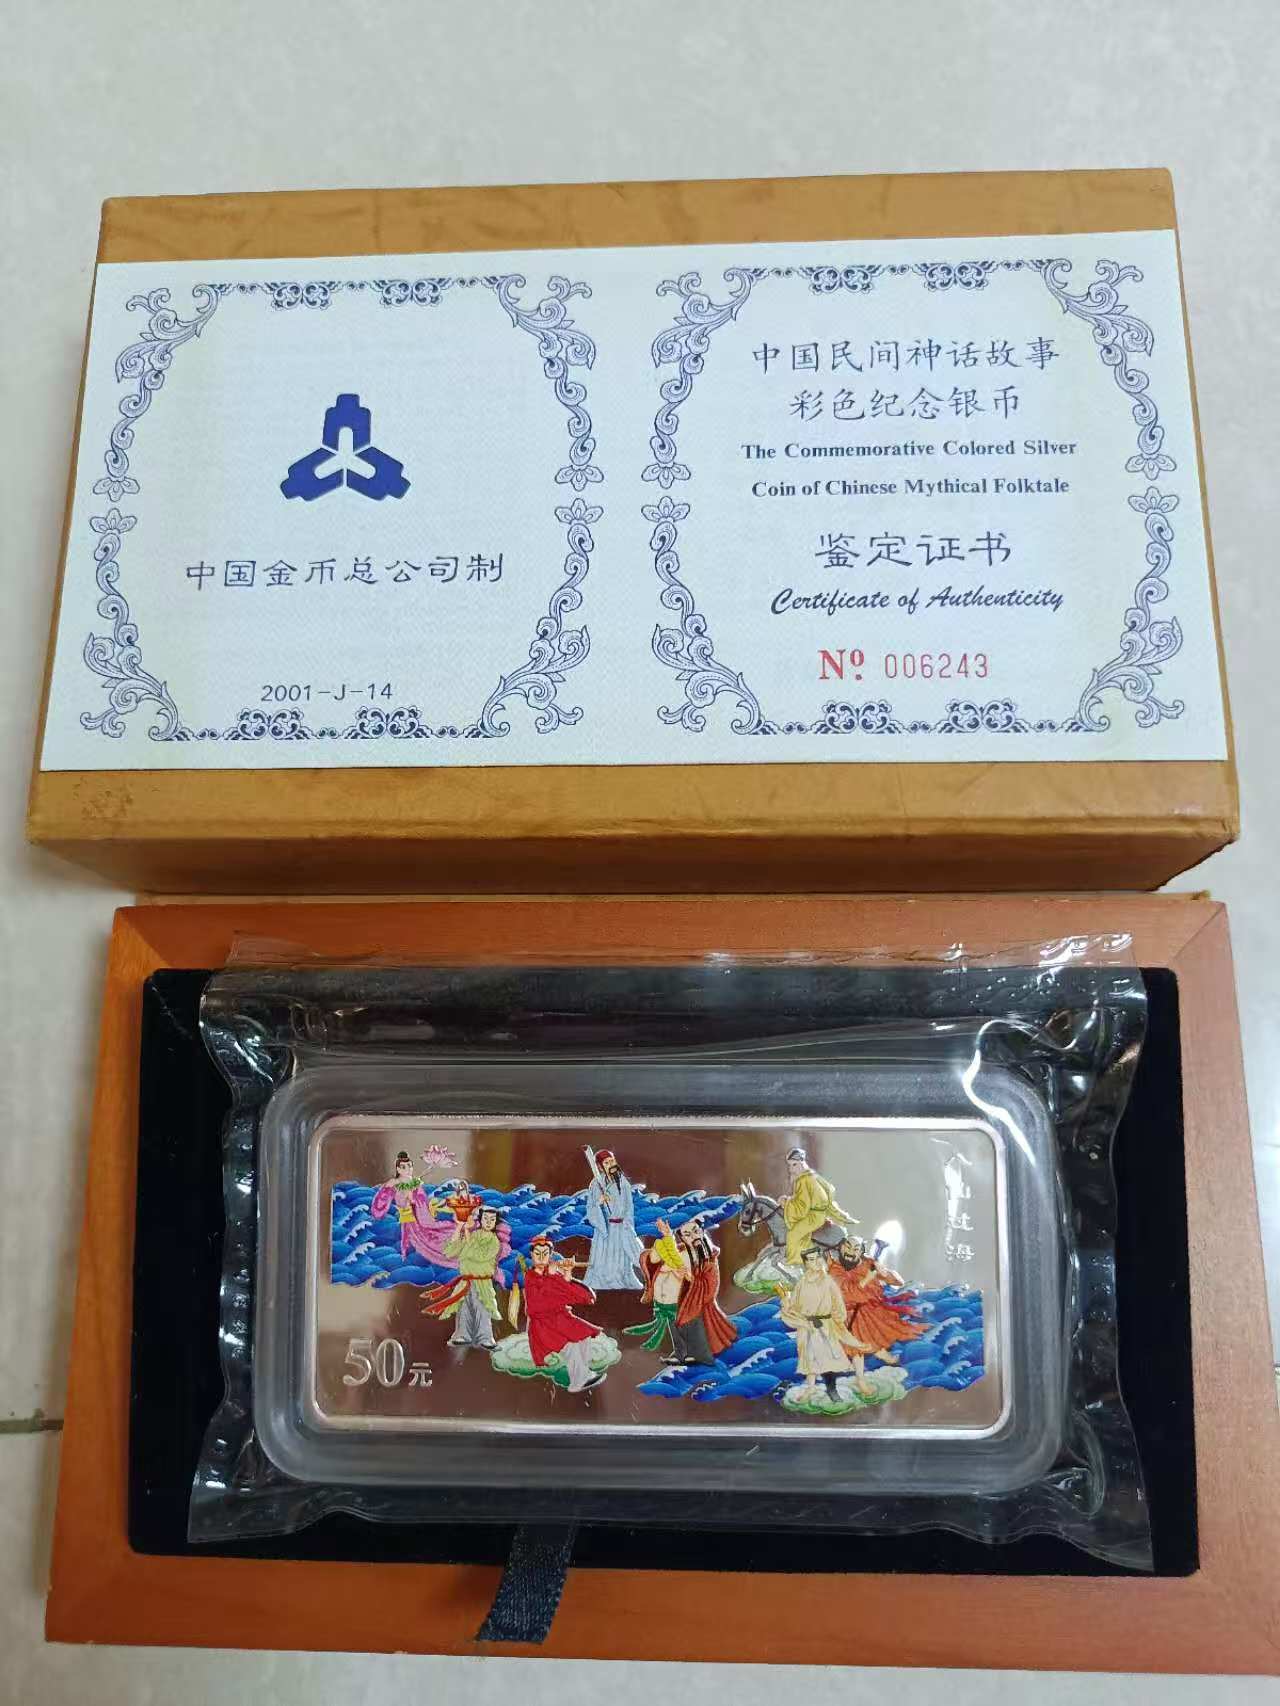 中国金币总公司制
2001-J-14
中国民间神话故事
彩色纪念银币
The Commemorative Colored Silver
Coin of Chinese Mythical Folktale
鉴定证书
Certificate of Authenticity
No. 006243
八仙过海
50元